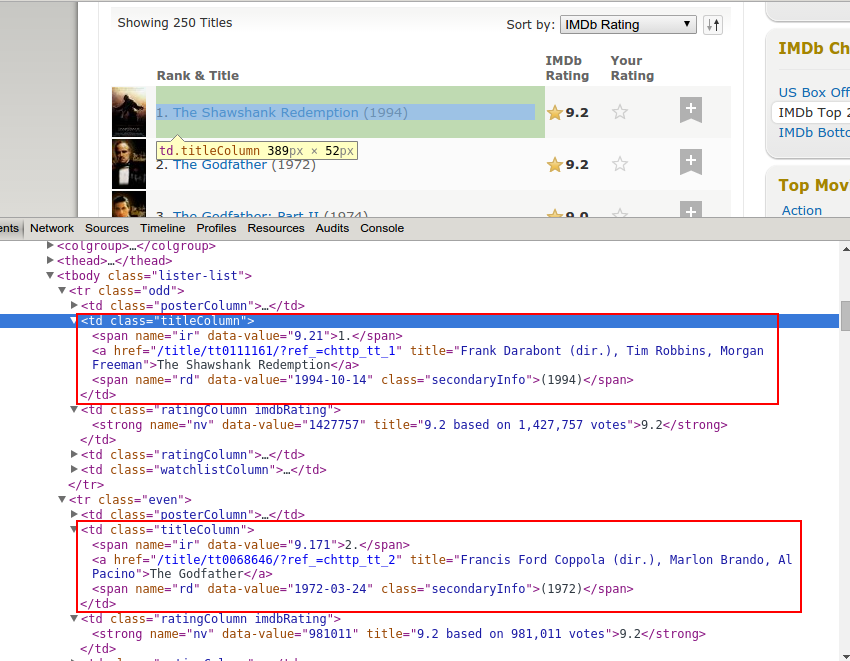 Showing 250 Titles
Sort by: IMDb Rating
Rank & Title
IMDb Rating
Your Rating
1. The Shawshank Redemption (1994)
9.2
td.titleColumn 389px × 52px
2. The Godfather (1972)
9.2
3. The Godfather: Part II (1974)
9.0
IMDb Ch
US Box Off
IMDb Top 2
IMDb Botto
Top Mov
Action
ents Network Sources Timeline Profiles Resources Audits Console
<colgroup>…</colgroup>
<thead>…</thead>
<tbody class="lister-list">
<tr class="odd">
<td class="posterColumn">…</td>
<td class="titleColumn">
<span name="ir" data-value="9.21">1.</span>
<a href="/title/tt0111161/?ref_=chttp_tt_1" title="Frank Darabont (dir.), Tim Robbins, Morgan
Freeman">The Shawshank Redemption</a>
<span name="rd" data-value="1994-10-14" class="secondaryInfo">(1994)</span>
</td>
<td class="ratingColumn imdbRating">
<strong name="nv" data-value="1427757" title="9.2 based on 1,427,757 votes">9.2</strong>
</td>
<td class="ratingColumn">…</td>
<td class="watchlistColumn">…</td>
</tr>
<tr class="even">
<td class="posterColumn">…</td>
<td class="titleColumn">
<span name="ir" data-value="9.171">2.</span>
<a href="/title/tt0068646/?ref_=chttp_tt_2" title="Francis Ford Coppola (dir.), Marlon Brando, Al
Pacino">The Godfather</a>
<span name="rd" data-value="1972-03-24" class="secondaryInfo">(1972)</span>
</td>
<td class="ratingColumn imdbRating">
<strong name="nv" data-value="981011" title="9.2 based on 981,011 votes">9.2</strong>
</td>